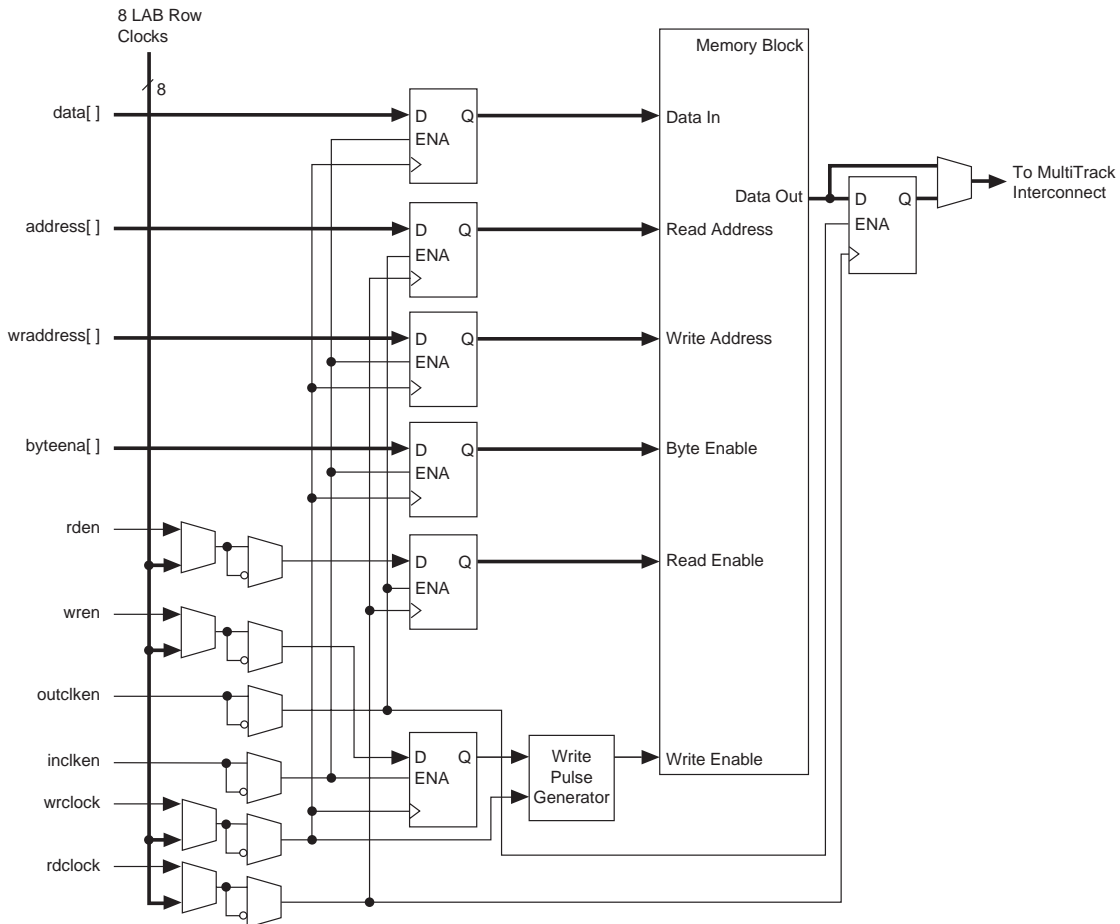 8 LAB Row
Clocks
8
Memory Block
data[ ]
D Q
ENA
Data In
To MultiTrack
Interconnect
Data Out
D Q
ENA
address[ ]
D Q
ENA
Read Address
wraddress[ ]
D Q
ENA
Write Address
byteena[ ]
D Q
ENA
Byte Enable
rden
D Q
ENA
Read Enable
wren
outclken
inclken
D Q
ENA
Write
Pulse
Generator
Write Enable
wrclock
rdclock